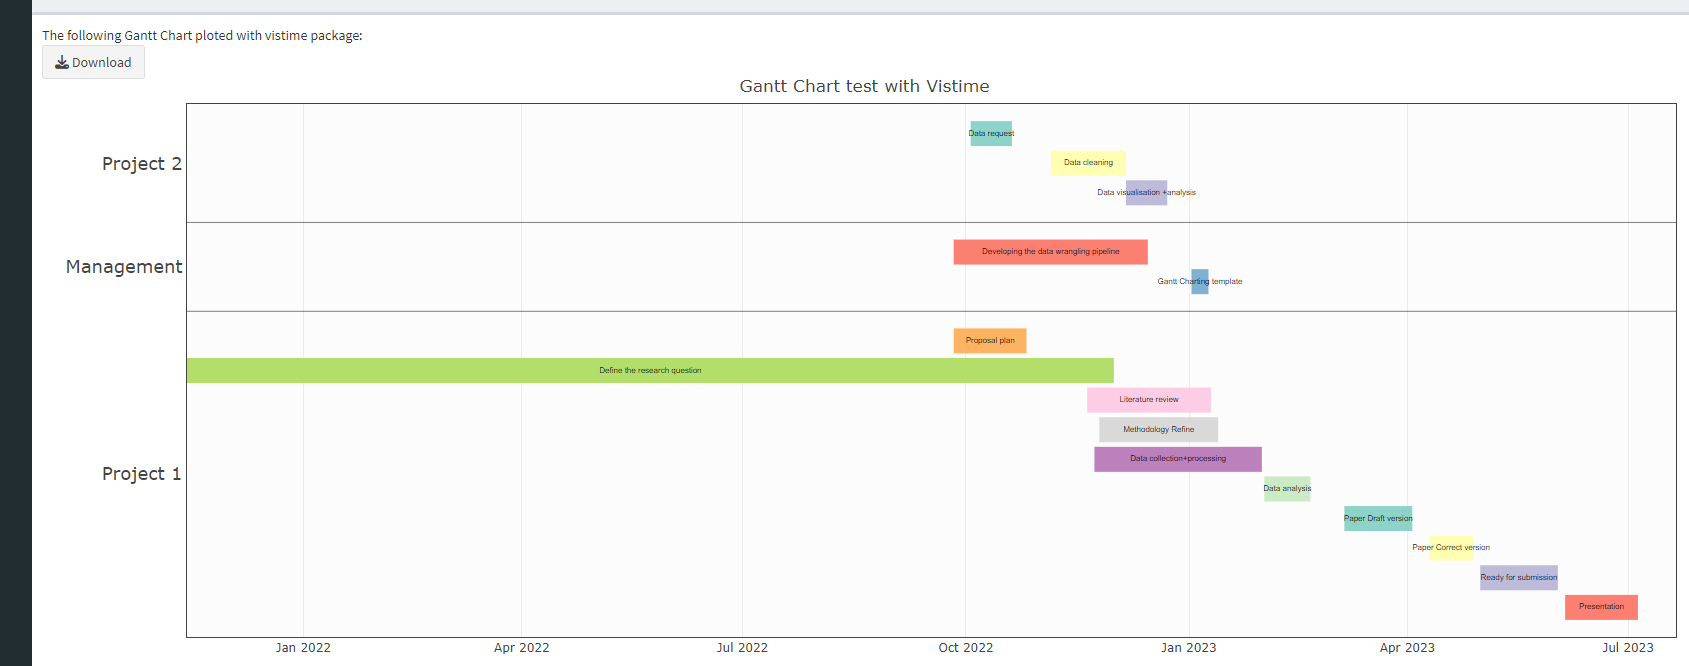 The following Gantt Chart ploted with vistime package:
Download
Gantt Chart test with Vistime
Project 2
Data request
Data cleaning
Data visualisation +analysis
Management
Developing the data wrangling pipeline
Gantt Charting template
Project 1
Proposal plan
Define the research question
Literature review
Methodology Refine
Data collection+processing
Data analysis
Paper Draft version
Paper Correct version
Ready for submission
Presentation
Jan 2022 Apr 2022 Jul 2022 Oct 2022 Jan 2023 Apr 2023 Jul 2023